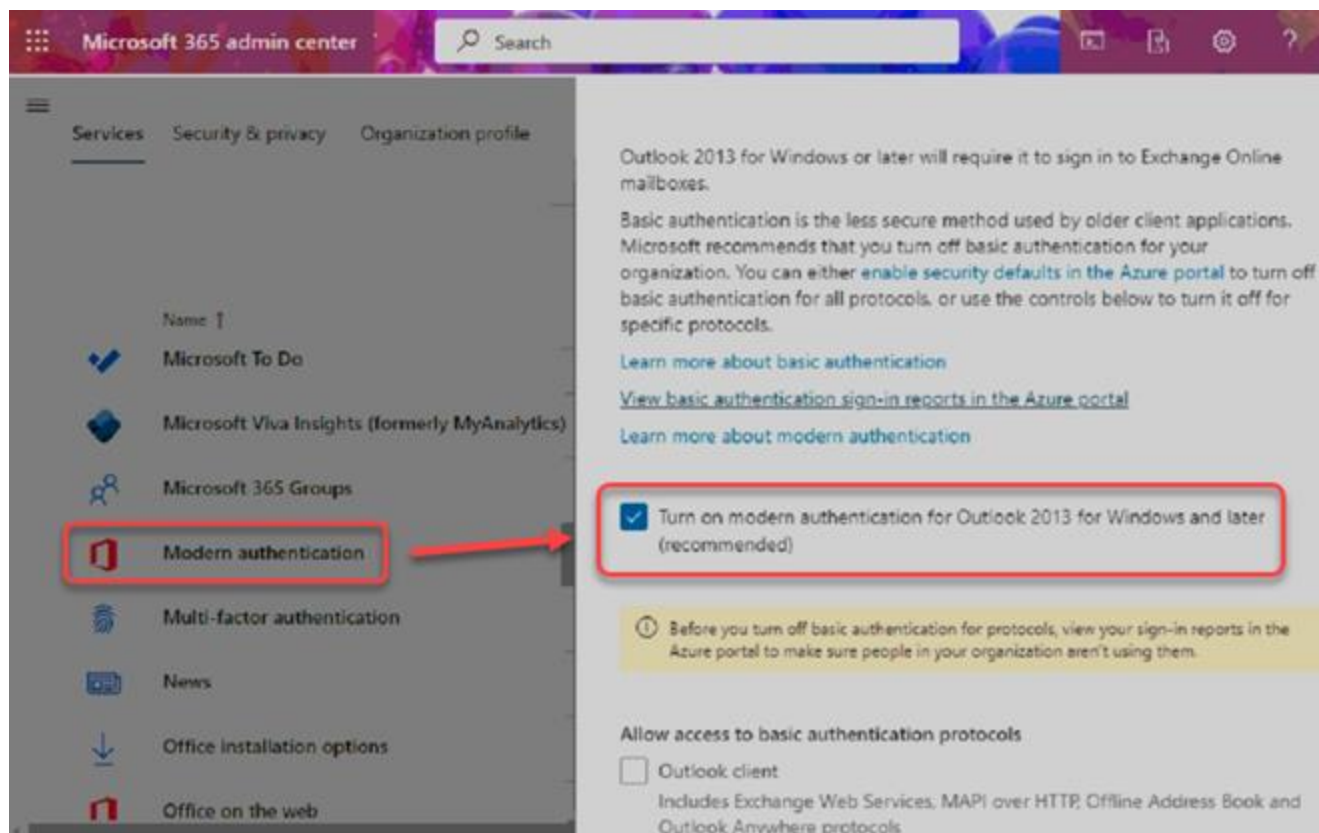 Microsoft 365 admin center
Search
?
Services Security & privacy Organization profile
Name ↑
Microsoft To Do
Microsoft Viva Insights (formerly MyAnalytics)
Microsoft 365 Groups
Modern authentication
Multi-factor authentication
News
Office installation options
Office on the web
Outlook 2013 for Windows or later will require it to sign in to Exchange Online
mailboxes.
Basic authentication is the less secure method used by older client applications.
Microsoft recommends that you turn off basic authentication for your
organization. You can either enable security defaults in the Azure portal to turn off
basic authentication for all protocols. or use the controls below to turn it off for
specific protocols.
Learn more about basic authentication
View basic authentication sign-in reports in the Azure portal
Learn more about modern authentication
Turn on modern authentication for Outlook 2013 for Windows and later
(recommended)
Before you turn off basic authentication for protocols, view your sign-in reports in the
Azure portal to make sure people in your organization aren't using them.
Allow access to basic authentication protocols
Outlook client
Includes Exchange Web Services, MAPI over HTTP, Offline Address Book and
Outlook Anywhere protocols